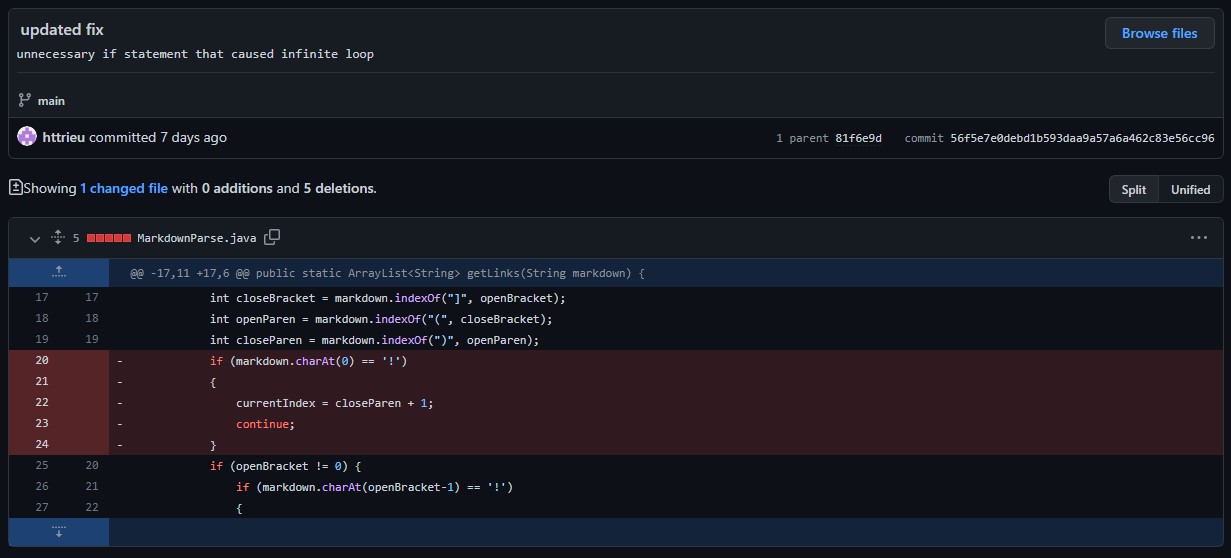 updated fix
Browse files
unnecessary if statement that caused infinite loop
main
httrieu committed 7 days ago
1 parent 81f6e9d commit 56f5e7e0debd1b593daa9a57a6a462c83e56cc96
Showing 1 changed file with 0 additions and 5 deletions.
Split Unified
5 MarkdownParse.java
@@ -17,11 +17,6 @@ public static ArrayList<String> getLinks(String markdown) {
17 17 int closeBracket = markdown.indexOf("]", openBracket);
18 18 int openParen = markdown.indexOf("(", closeBracket);
19 19 int closeParen = markdown.indexOf(")", openParen);
20 - if (markdown.charAt(0) == '!')
21 - {
22 - currentIndex = closeParen + 1;
23 - continue;
24 - }
25 20 if (openBracket != 0) {
26 21 if (markdown.charAt(openBracket-1) == '!')
27 22 {